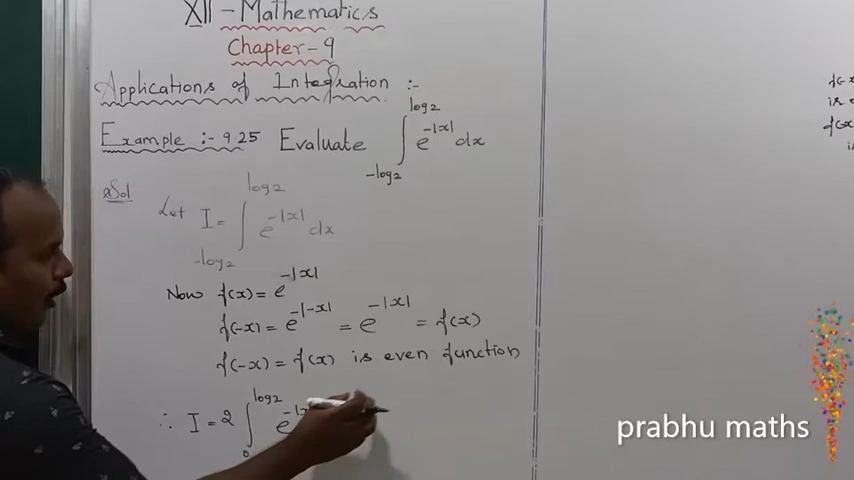 XII - Mathematics
Chapter - 9
Applications of Integration :-
Example :- 9.25 Evaluate ∫_{-log2}^{log2} e^{-|x|} dx
Sol
Let I = ∫_{-log2}^{log2} e^{-|x|} dx
Now f(x) = e^{-|x|}
f(-x) = e^{-|-x|} = e^{-|x|} = f(x)
f(-x) = f(x) is even function
∴ I = 2 ∫_{0}^{log2}
prabhu maths